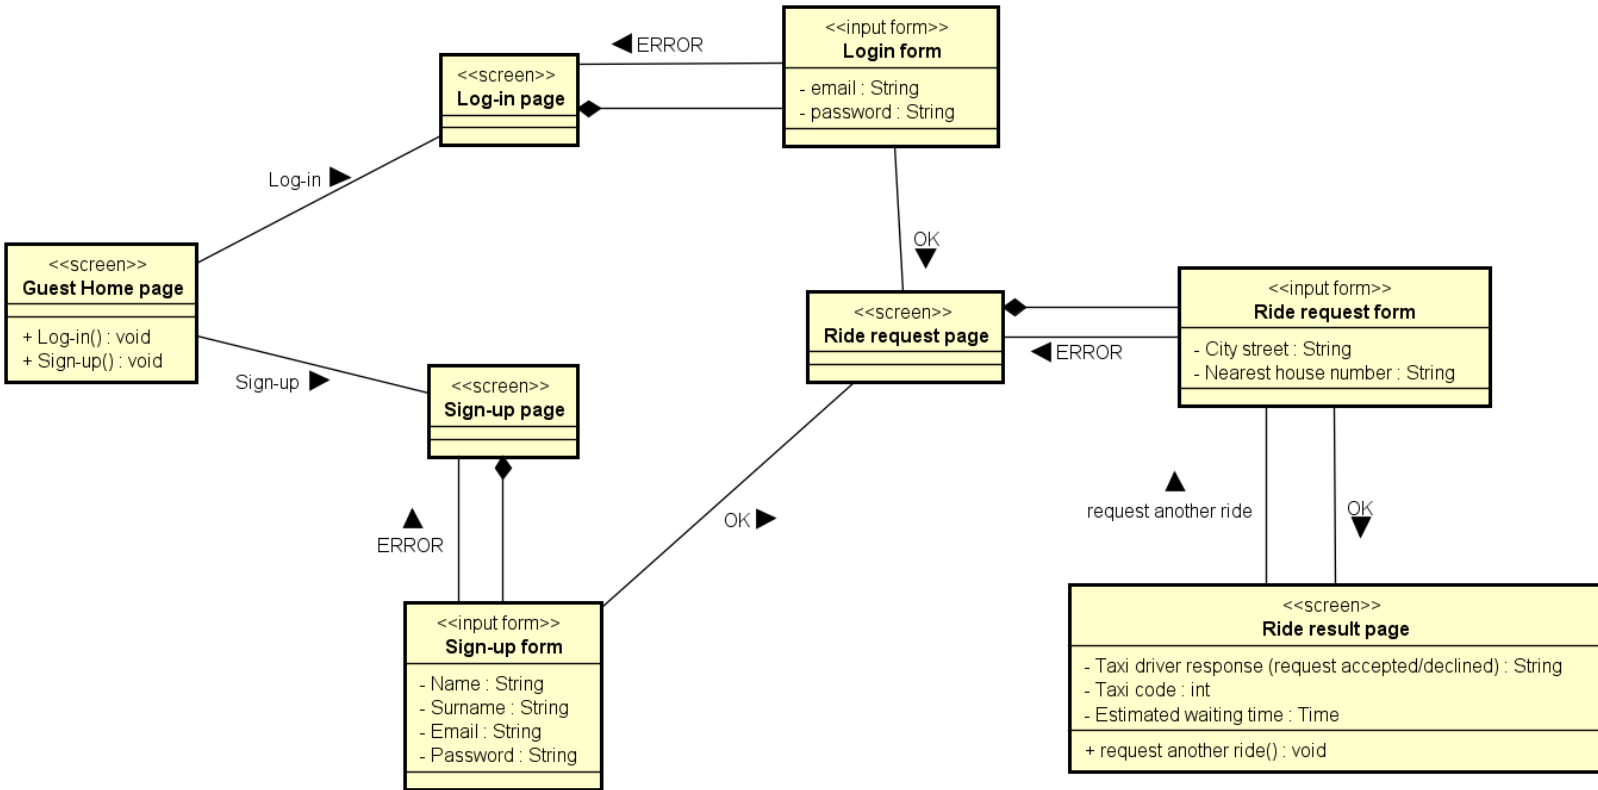 <<input form>>
Login form
- email : String
- password : String
ERROR
<<screen>>
Log-in page
Log-in
<<screen>>
Guest Home page
+ Log-in() : void
+ Sign-up() : void
Sign-up
<<screen>>
Sign-up page
ERROR
<<input form>>
Sign-up form
- Name : String
- Surname : String
- Email : String
- Password : String
OK
OK
<<screen>>
Ride request page
ERROR
<<input form>>
Ride request form
- City street : String
- Nearest house number : String
request another ride
OK
<<screen>>
Ride result page
- Taxi driver response (request accepted/declined) : String
- Taxi code : int
- Estimated waiting time : Time
+ request another ride() : void